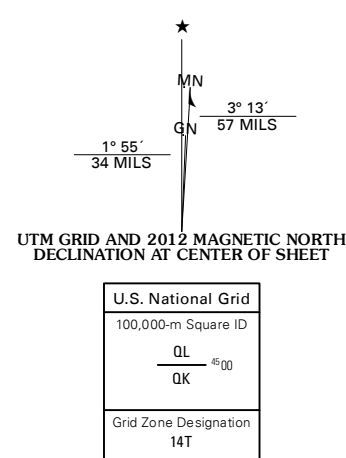 ★
MN
3° 13´
57 MILS
GN
1° 55´
34 MILS
UTM GRID AND 2012 MAGNETIC NORTH
DECLINATION AT CENTER OF SHEET
U.S. National Grid
100,000-m Square ID
QL
4500
QK
Grid Zone Designation
14T